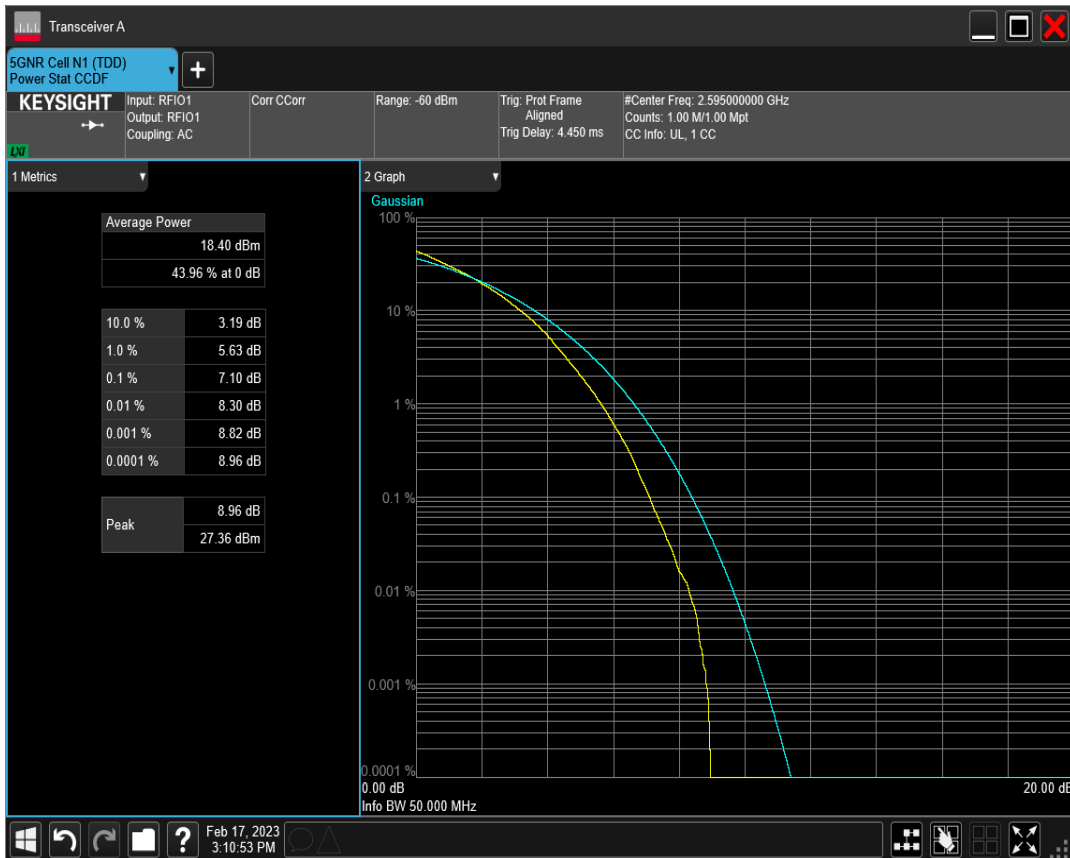 Transceiver A
5GNR Cell N1 (TDD)
Power Stat CCDF
+
KEYSIGHT
LXI
Input: RFIO1
Output: RFIO1
Coupling: AC
Corr CCorr
Range: -60 dBm
Trig: Prot Frame
Aligned
Trig Delay: 4.450 ms
#Center Freq: 2.595000000 GHz
Counts: 1.00 M/1.00 Mpt
CC Info: UL, 1 CC
1 Metrics
Average Power
18.40 dBm
43.96 % at 0 dB
10.0 % 3.19 dB
1.0 % 5.63 dB
0.1 % 7.10 dB
0.01 % 8.30 dB
0.001 % 8.82 dB
0.0001 % 8.96 dB
Peak
8.96 dB
27.36 dBm
2 Graph
Gaussian
100 %
10 %
1 %
0.1 %
0.01 %
0.001 %
0.0001 %
0.00 dB
20.00 dB
Info BW 50.000 MHz
?
Feb 17, 2023
3:10:53 PM